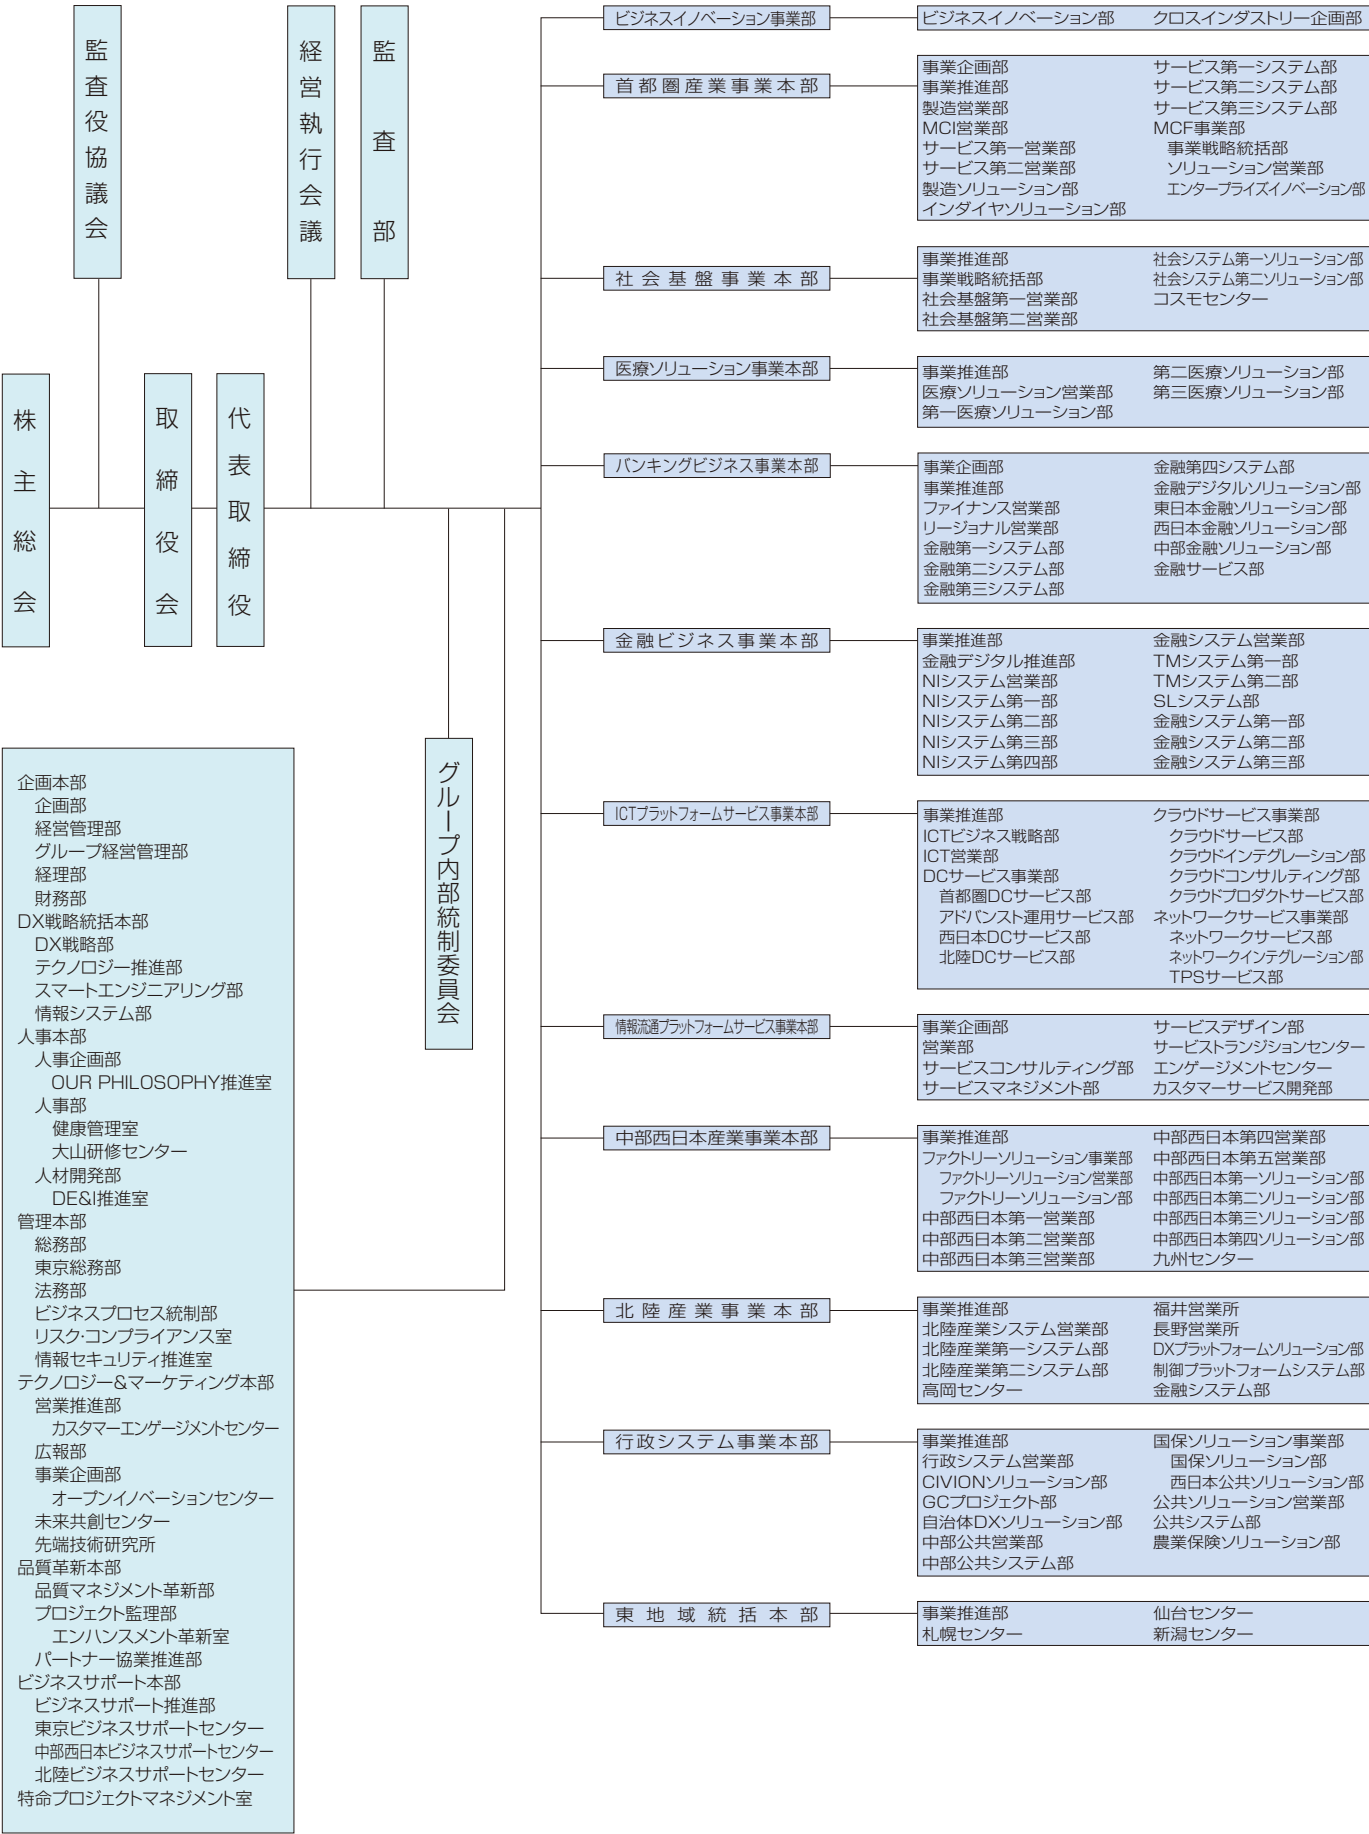 監査役協議会
経営執行会議
監査部
株主総会
取締役会
代表取締役
グループ内部統制委員会
企画本部
企画部
経営管理部
グループ経営管理部
経理部
財務部
DX戦略統括本部
DX戦略部
テクノロジー推進部
スマートエンジニアリング部
情報システム部
人事本部
人事企画部
OUR PHILOSOPHY推進室
人事部
健康管理室
大山研修センター
人材開発部
DE&I推進室
管理本部
総務部
東京総務部
法務部
ビジネスプロセス統制部
リスク・コンプライアンス室
情報セキュリティ推進室
テクノロジー&マーケティング本部
営業推進部
カスタマーエンゲージメントセンター
広報部
事業企画部
オープンイノベーションセンター
未来共創センター
先端技術研究所
品質革新本部
品質マネジメント革新部
プロジェクト監理部
エンハンスメント革新室
パートナー協業推進部
ビジネスサポート本部
ビジネスサポート推進部
東京ビジネスサポートセンター
中部西日本ビジネスサポートセンター
北陸ビジネスサポートセンター
特命プロジェクトマネジメント室
ビジネスイノベーション事業部
ビジネスイノベーション部
クロスインダストリー企画部
首都圏産業事業本部
事業企画部
事業推進部
製造営業部
MCI営業部
サービス第一営業部
サービス第二営業部
製造ソリューション部
インダイヤソリューション部
サービス第一システム部
サービス第二システム部
サービス第三システム部
MCF事業部
事業戦略統括部
ソリューション営業部
エンタープライズイノベーション部
社会基盤事業本部
事業推進部
事業戦略統括部
社会基盤第一営業部
社会基盤第二営業部
社会システム第一ソリューション部
社会システム第二ソリューション部
コスモセンター
医療ソリューション事業本部
事業推進部
医療ソリューション営業部
第一医療ソリューション部
第二医療ソリューション部
第三医療ソリューション部
バンキングビジネス事業本部
事業企画部
事業推進部
ファイナンス営業部
リージョナル営業部
金融第一システム部
金融第二システム部
金融第三システム部
金融第四システム部
金融デジタルソリューション部
東日本金融ソリューション部
西日本金融ソリューション部
中部金融ソリューション部
金融サービス部
金融ビジネス事業本部
事業推進部
金融デジタル推進部
NIシステム営業部
NIシステム第一部
NIシステム第二部
NIシステム第三部
NIシステム第四部
金融システム営業部
TMシステム第一部
TMシステム第二部
SLシステム部
金融システム第一部
金融システム第二部
金融システム第三部
ICTプラットフォームサービス事業本部
事業推進部
ICTビジネス戦略部
ICT営業部
DCサービス事業部
首都圏DCサービス部
アドバンスト運用サービス部
西日本DCサービス部
北陸DCサービス部
クラウドサービス事業部
クラウドサービス部
クラウドインテグレーション部
クラウドコンサルティング部
クラウドプロダクトサービス部
ネットワークサービス事業部
ネットワークサービス部
ネットワークインテグレーション部
TPSサービス部
情報流通プラットフォームサービス事業本部
事業企画部
営業部
サービスコンサルティング部
サービスマネジメント部
サービスデザイン部
サービストランジションセンター
エンゲージメントセンター
カスタマーサービス開発部
中部西日本産業事業本部
事業推進部
ファクトリーソリューション事業部
ファクトリーソリューション営業部
ファクトリーソリューション部
中部西日本第一営業部
中部西日本第二営業部
中部西日本第三営業部
中部西日本第四営業部
中部西日本第五営業部
中部西日本第一ソリューション部
中部西日本第二ソリューション部
中部西日本第三ソリューション部
中部西日本第四ソリューション部
九州センター
北陸産業事業本部
事業推進部
北陸産業システム営業部
北陸産業第一システム部
北陸産業第二システム部
高岡センター
福井営業所
長野営業所
DXプラットフォームソリューション部
制御プラットフォームシステム部
金融システム部
行政システム事業本部
事業推進部
行政システム営業部
CIVIONソリューション部
GCプロジェクト部
自治体DXソリューション部
中部公共営業部
中部公共システム部
国保ソリューション事業部
国保ソリューション部
西日本公共ソリューション部
公共ソリューション営業部
公共システム部
農業保険ソリューション部
東地域統括本部
事業推進部
札幌センター
仙台センター
新潟センター